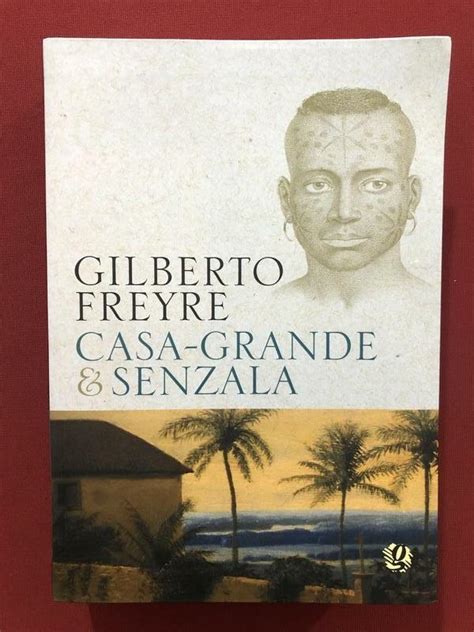 GILBERTO
FREYRE
CASA-GRANDE
& SENZALA